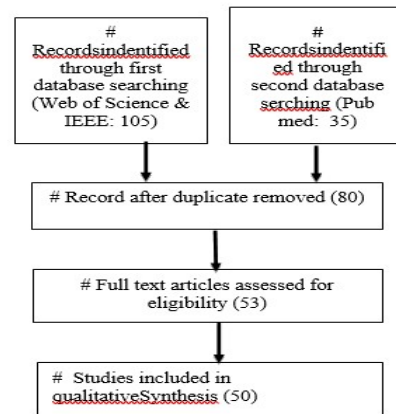 #
Recordsindentified
through first
database searching
(Web of Science &
IEEE: 105)
#
Recordsindentifi
ed through
second database
serching (Pub
med:  35)
# Record after duplicate removed (80)
# Full text articles assessed for
eligibility (53)
#  Studies included in
qualitativeSynthesis (50)